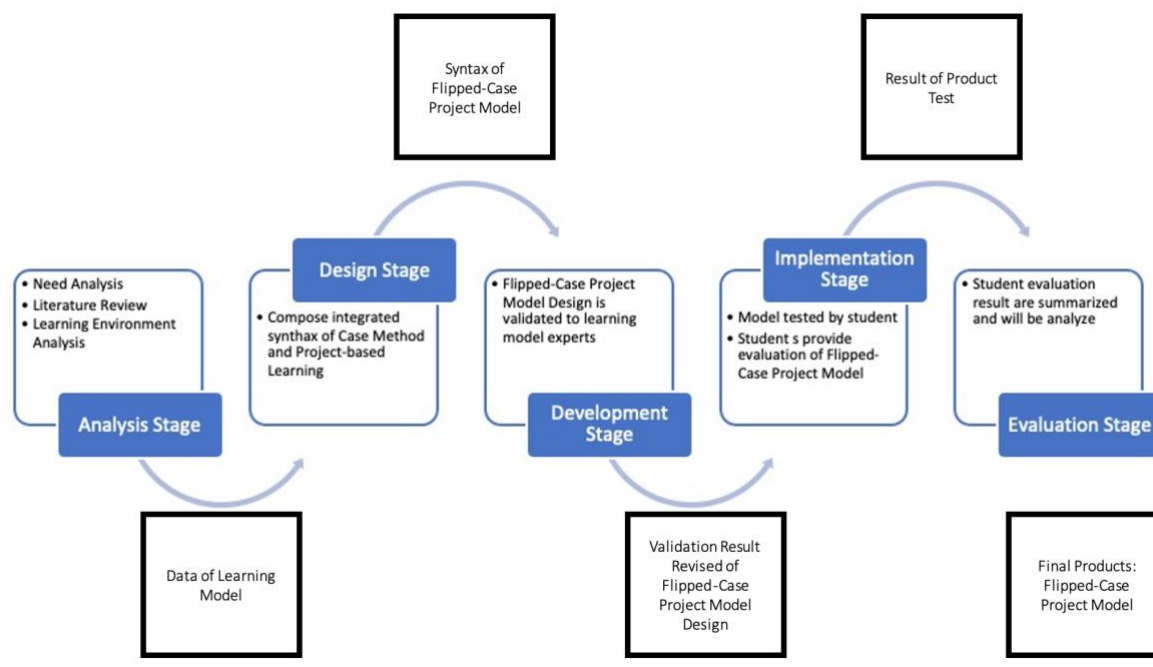 Syntax of
Flipped-Case
Project Model
Result of Product
Test
• Need Analysis
• Literature Review
• Learning Environment
Analysis
Analysis Stage
Design Stage
• Compose integrated
synthax of Case Method
and Project-based
Learning
• Flipped-Case Project
Model Design is
validated to learning
model experts
Development
Stage
Implementation
Stage
• Model tested by student
• Student s provide
evaluation of Flipped-
Case Project Model
• Student evaluation
result are summarized
and will be analyze
Evaluation Stage
Data of Learning
Model
Validation Result
Revised of
Flipped-Case
Project Model
Design
Final Products:
Flipped-Case
Project Model